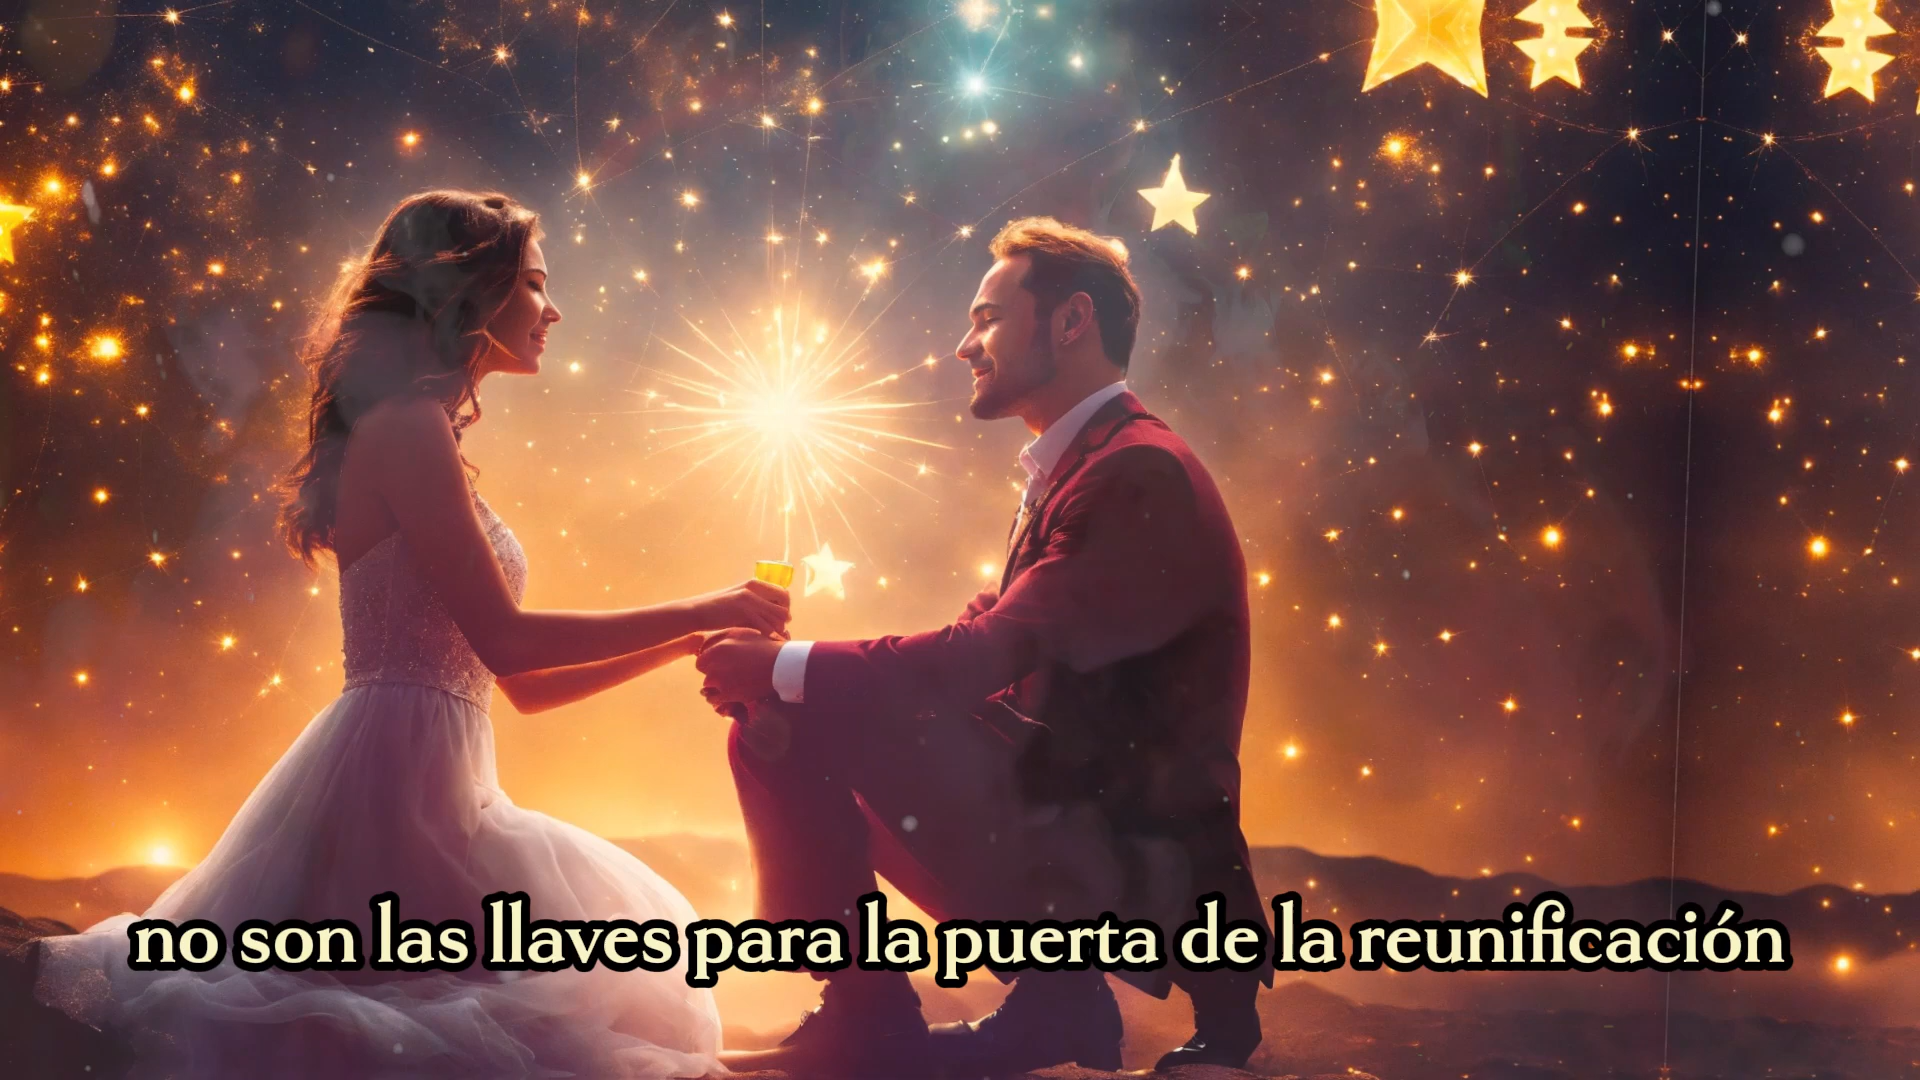 no son las llaves para la puerta de la reunificación